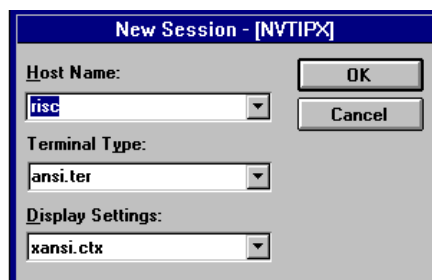 New Session - [NVTIPX]
Host Name:
OK
risc
Cancel
Terminal Type:
ansi.ter
Display Settings:
xansi.ctx